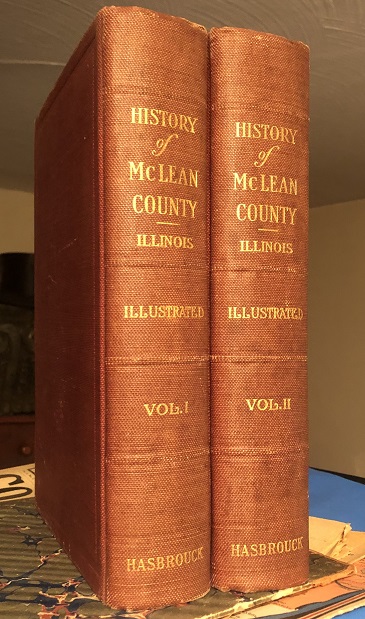 HISTORY
of
McLEAN
COUNTY
ILLINOIS
ILLUSTRATED
VOL. I
HASBROUCK
HISTORY
of
McLEAN
COUNTY
ILLINOIS
ILLUSTRATED
VOL. II
HASBROUCK